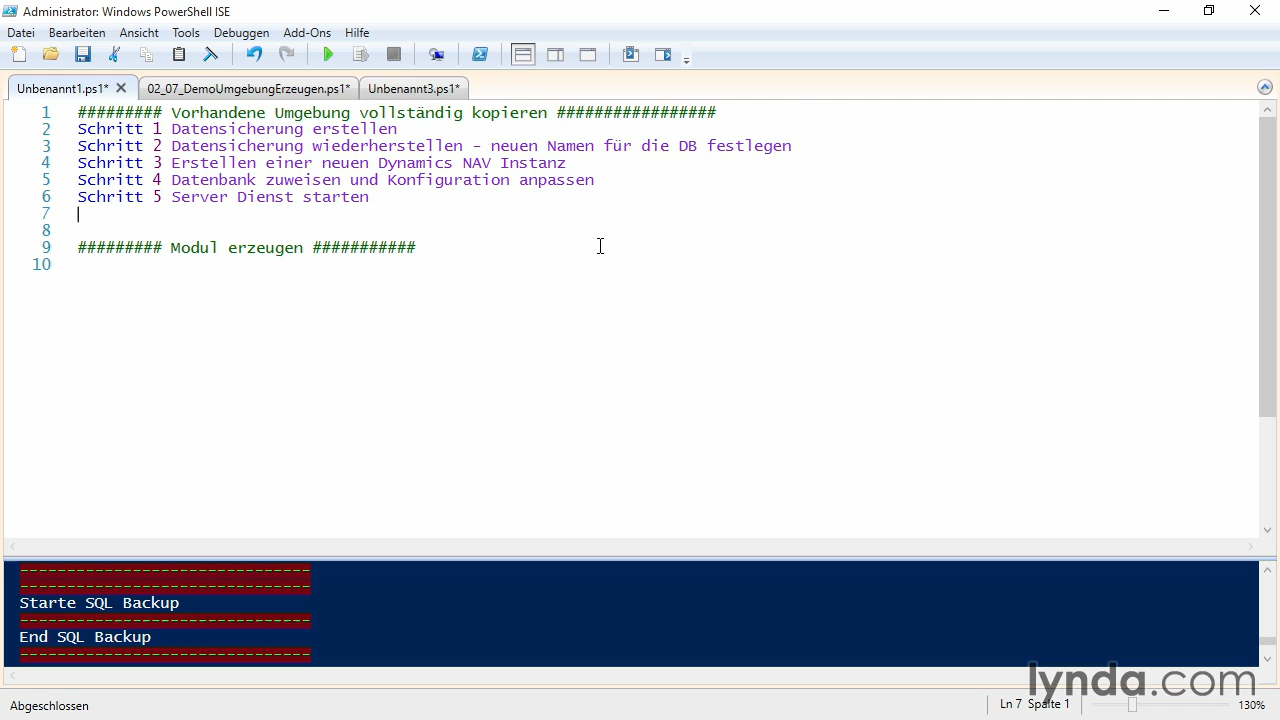 Administrator: Windows PowerShell ISE
Datei Bearbeiten Ansicht Tools Debuggen Add-Ons Hilfe
Unbenannt1.ps1* 02_07_DemoUmgebungErzeugen.ps1* Unbenannt3.ps1*
1 ######### Vorhandene Umgebung vollständig kopieren #################
2 Schritt 1 Datensicherung erstellen
3 Schritt 2 Datensicherung wiederherstellen - neuen Namen für die DB festlegen
4 Schritt 3 Erstellen einer neuen Dynamics NAV Instanz
5 Schritt 4 Datenbank zuweisen und Konfiguration anpassen
6 Schritt 5 Server Dienst starten
7
8
9 ######### Modul erzeugen ###########
10
-------------------------------
-------------------------------
Starte SQL Backup
-------------------------------
End SQL Backup
-------------------------------
lynda.com
Abgeschlossen Ln 7 Spalte 1 130%